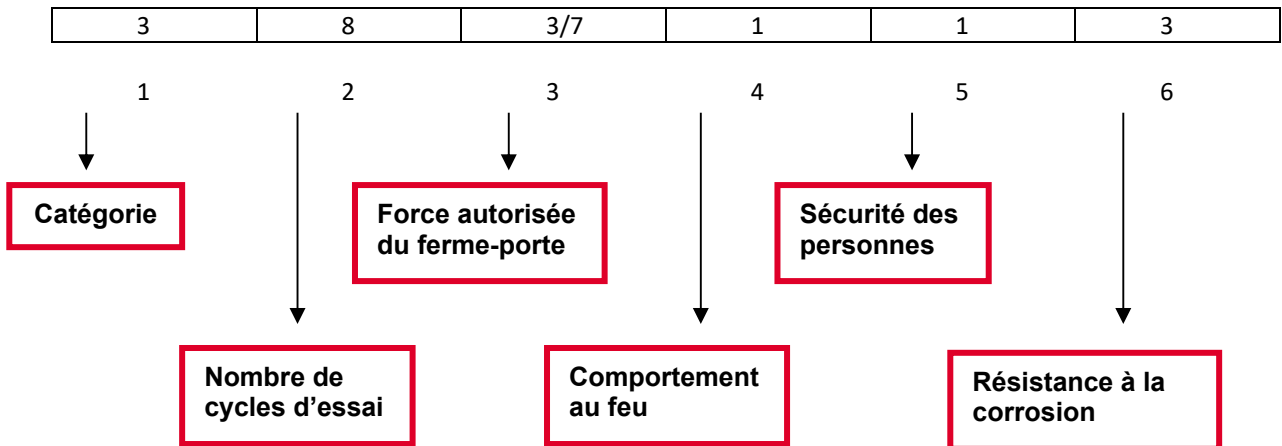 3 8 3/7 1 1 3
1 2 3 4 5 6
Catégorie
Force autorisée
du ferme-porte
Sécurité des
personnes
Nombre de
cycles d’essai
Comportement
au feu
Résistance à la
corrosion